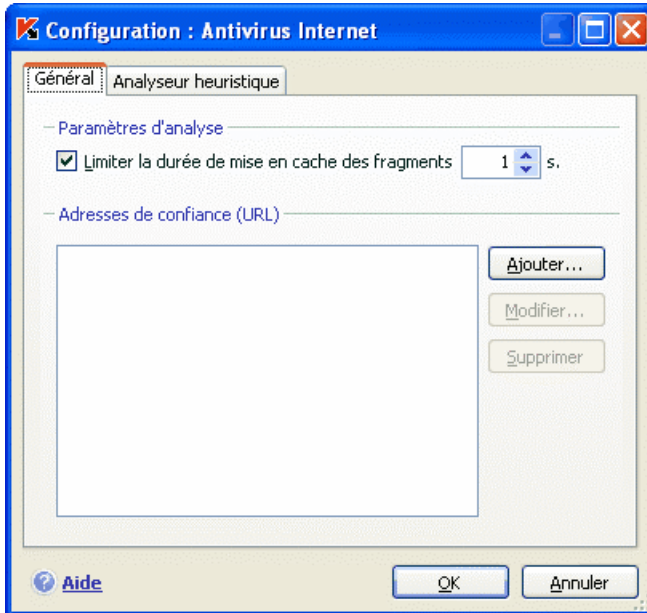 Configuration : Antivirus Internet
Général
Analyseur heuristique
Paramètres d'analyse
Limiter la durée de mise en cache des fragments 1 s.
Adresses de confiance (URL)
Ajouter...
Modifier...
Supprimer
Aide
OK
Annuler